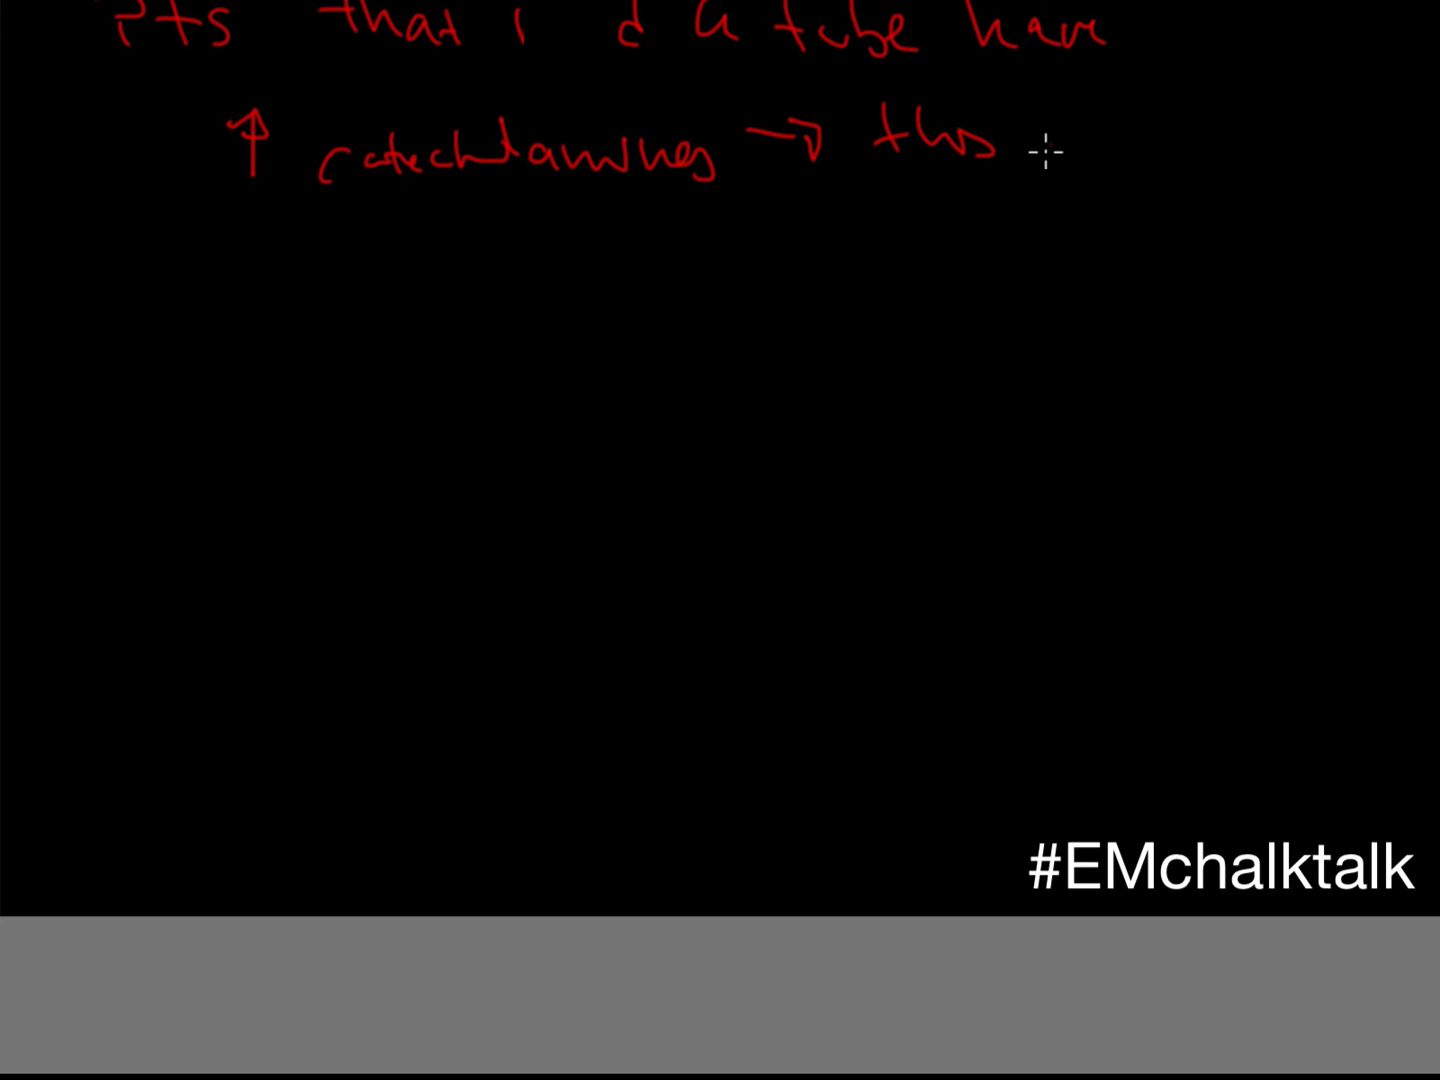 Pts that r d a tube have
↑ catecholamines → this
#EMchalktalk